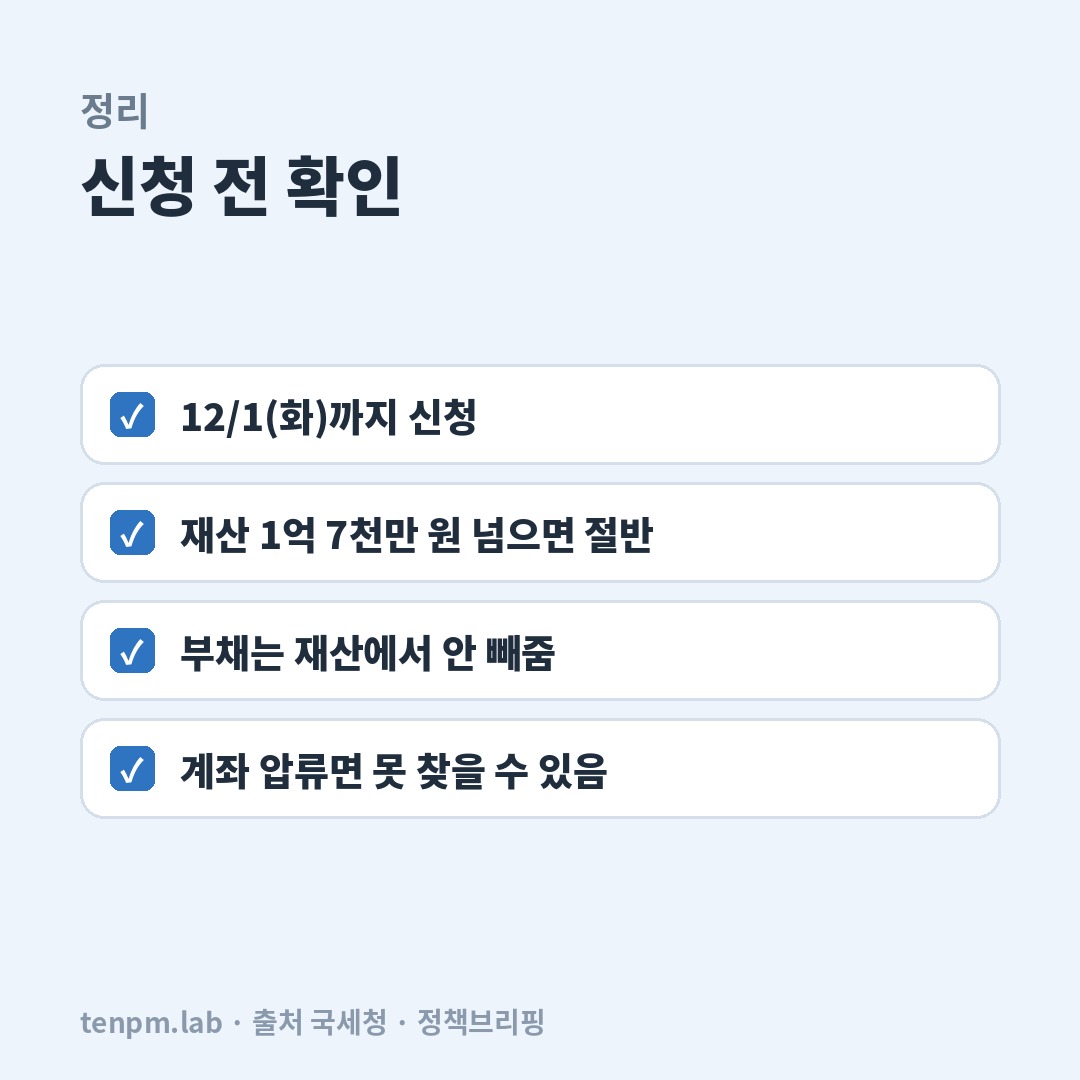 정리
신청 전 확인
12/1(화)까지 신청
재산 1억 7천만 원 넘으면 절반
부채는 재산에서 안 빼줌
계좌 압류면 못 찾을 수 있음
tenpm.lab · 출처 국세청 · 정책브리핑